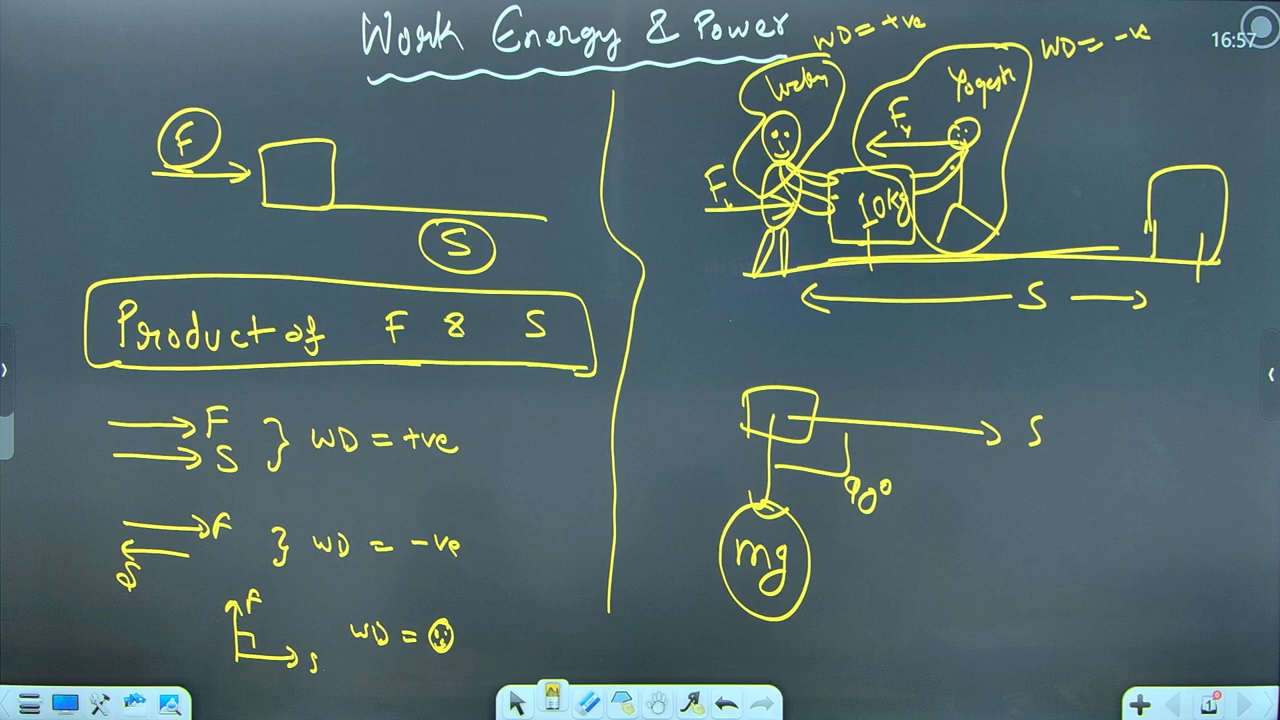 Work Energy & Power
16:57
F
S
Product of F & S
F
S
WD = +ve
F
S
WD = -ve
F
S
WD = 0
WD = +ve
WD = -ve
Yogesh
F
F
10kg
S
S
90°
mg